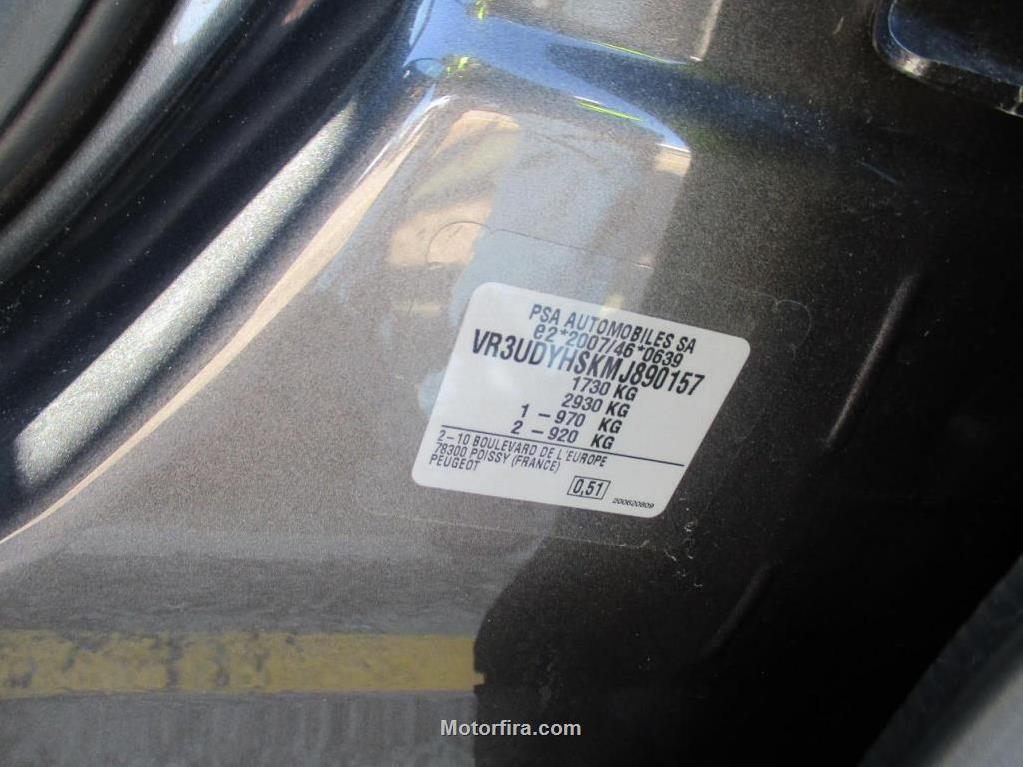 PSA AUTOMOBILES SA
e2*2007/46*0639
VR3UDYHSKMJ890157
1730 KG
2930 KG
1 - 970 KG
2 - 920 KG
2-10 BOULEVARD DE L'EUROPE
78300 POISSY (FRANCE)
PEUGEOT
0,51
200620809
Motorfira.com